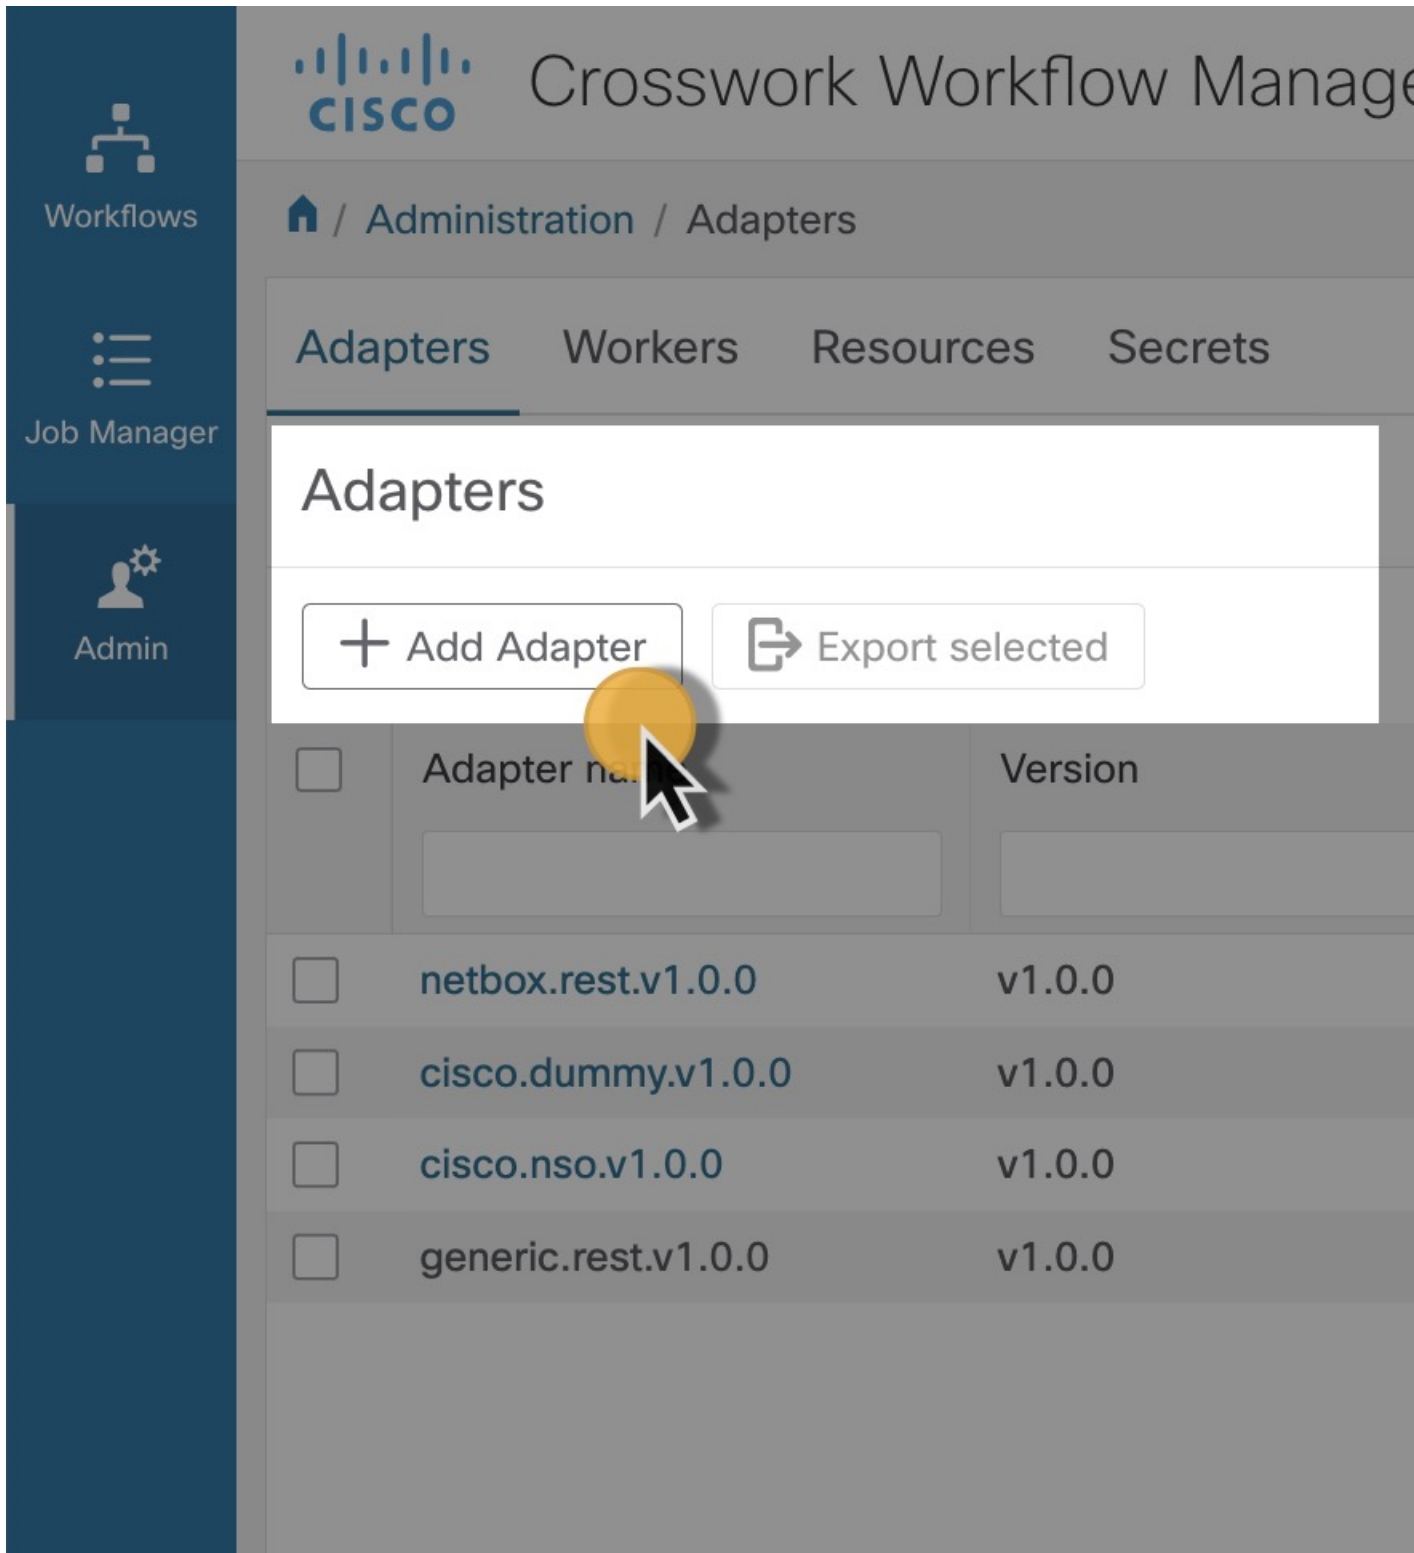 CISCO Crosswork Workflow Manage
Workflows
/ Administration / Adapters
Adapters Workers Resources Secrets
Job Manager
Adapters
Add Adapter Export selected
Admin
Adapter name Version
netbox.rest.v1.0.0 v1.0.0
cisco.dummy.v1.0.0 v1.0.0
cisco.nso.v1.0.0 v1.0.0
generic.rest.v1.0.0 v1.0.0